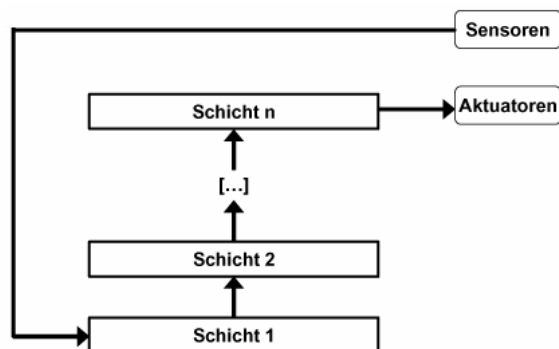 Sensoren
Aktuatoren
Schicht n
[...]
Schicht 2
Schicht 1